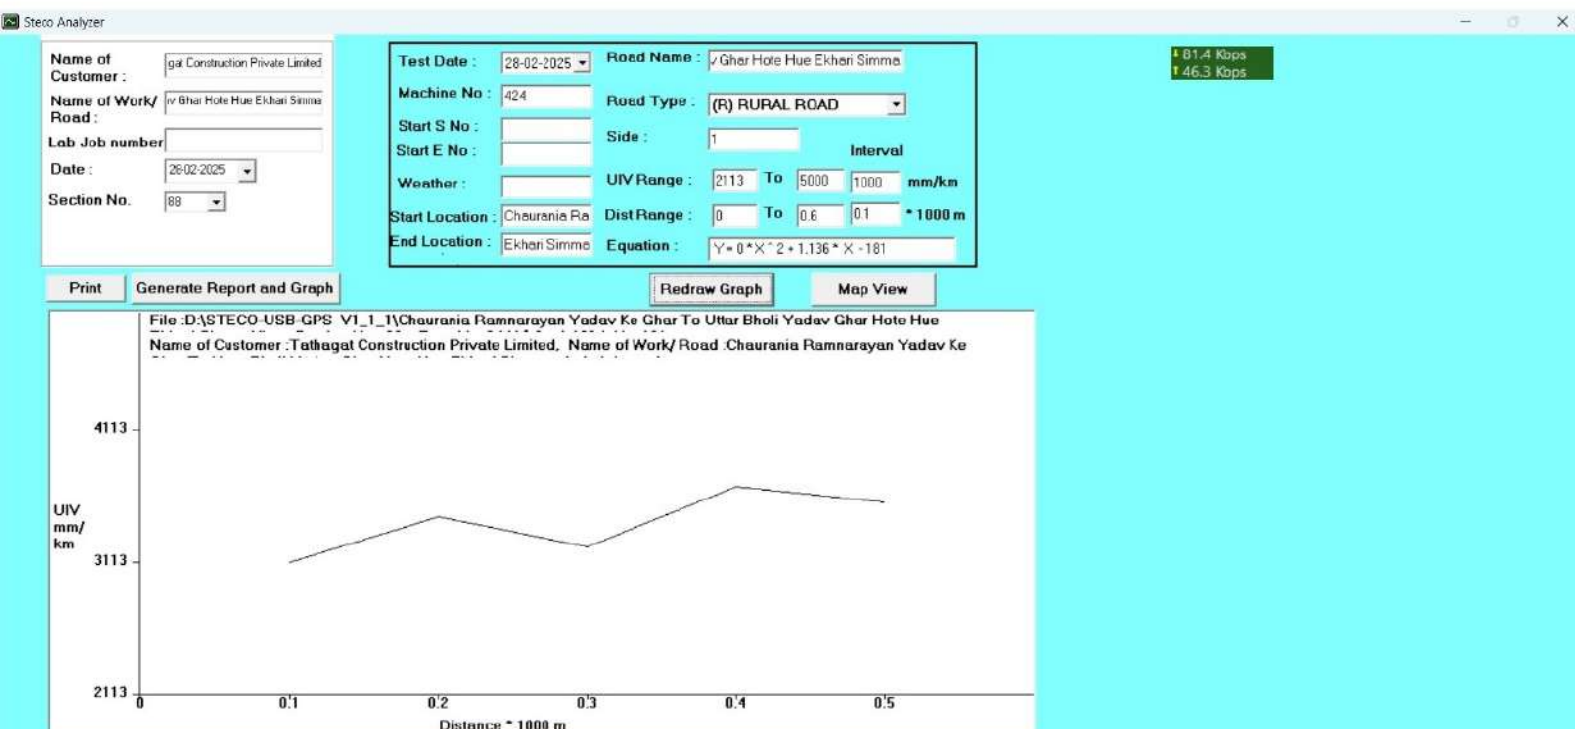 Steco Analyzer
Name of Customer : gat Construction Private Limited
Name of Work/ Road : Ghar Hote Hue Ekhari Simma
Lab Job number
Date : 28-02-2025
Section No. 88
Test Date : 28-02-2025
Machine No : 424
Start S No :
Start E No :
Weather :
Start Location : Chaurania Ra
End Location : Ekhari Simma
Road Name : v Ghar Hote Hue Ekhari Simma
Road Type : (R) RURAL ROAD
Side : 1
Interval
UIV Range : 2113 To 5000 1000 mm/km
Dist Range : 0 To 0.6 0.1 * 1000 m
Equation : Y= 0*X^2 + 1.136* X -181
↓ 81.4 Kbps
↑ 46.3 Kbps
Print
Generate Report and Graph
Redraw Graph
Map View
File :D:\STECO-USB-GPS V1_1_1\Chaurania Ramnarayan Yadav Ke Ghar To Uttar Bholi Yadav Ghar Hote Hue
Name of Customer :Tathagat Construction Private Limited, Name of Work/ Road :Chaurania Ramnarayan Yadav Ke
4113
UIV
mm/
km
3113
2113
0 0.1 0.2 0.3 0.4 0.5
Distance * 1000 m